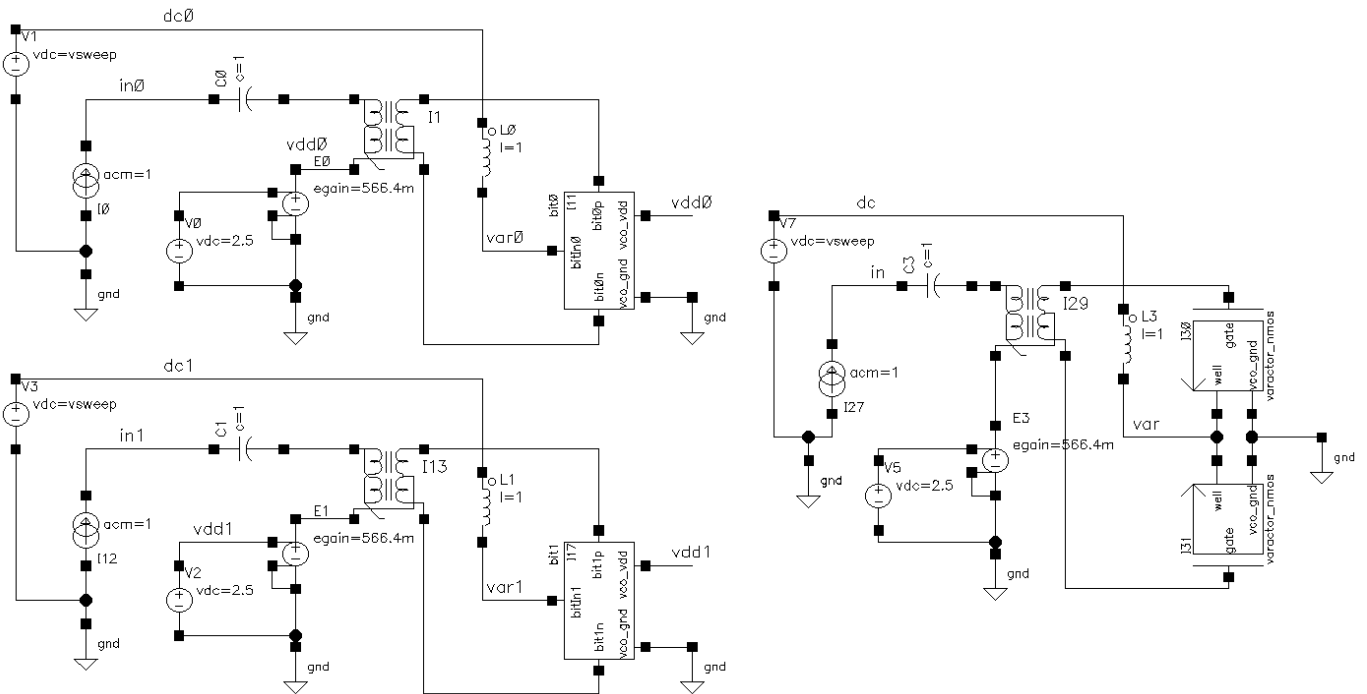 dc0
V1
vdc=vsweep
in0
C0
c=1
I1
L0
l=1
vdd0
E0
egain=566.4m
acm=1
I0
V0
vdc=2.5
var0
bit0
I11
bit0p
bitIn0
bit0n
vco_vdd
vco_gnd
vdd0
gnd
gnd
gnd
dc1
V3
vdc=vsweep
in1
C1
c=1
I13
L1
l=1
vdd1
E1
egain=566.4m
acm=1
I12
V2
vdc=2.5
var1
bit1
I17
bit1p
bitIn1
bit1n
vco_vdd
vco_gnd
vdd1
gnd
gnd
gnd
dc
V7
vdc=vsweep
in
C3
c=1
I29
L3
l=1
acm=1
I27
E3
egain=566.4m
V5
vdc=2.5
var
I30
gate
well
vco_gnd
varactor_nmos
I31
gate
well
vco_gnd
varactor_nmos
gnd
gnd
gnd